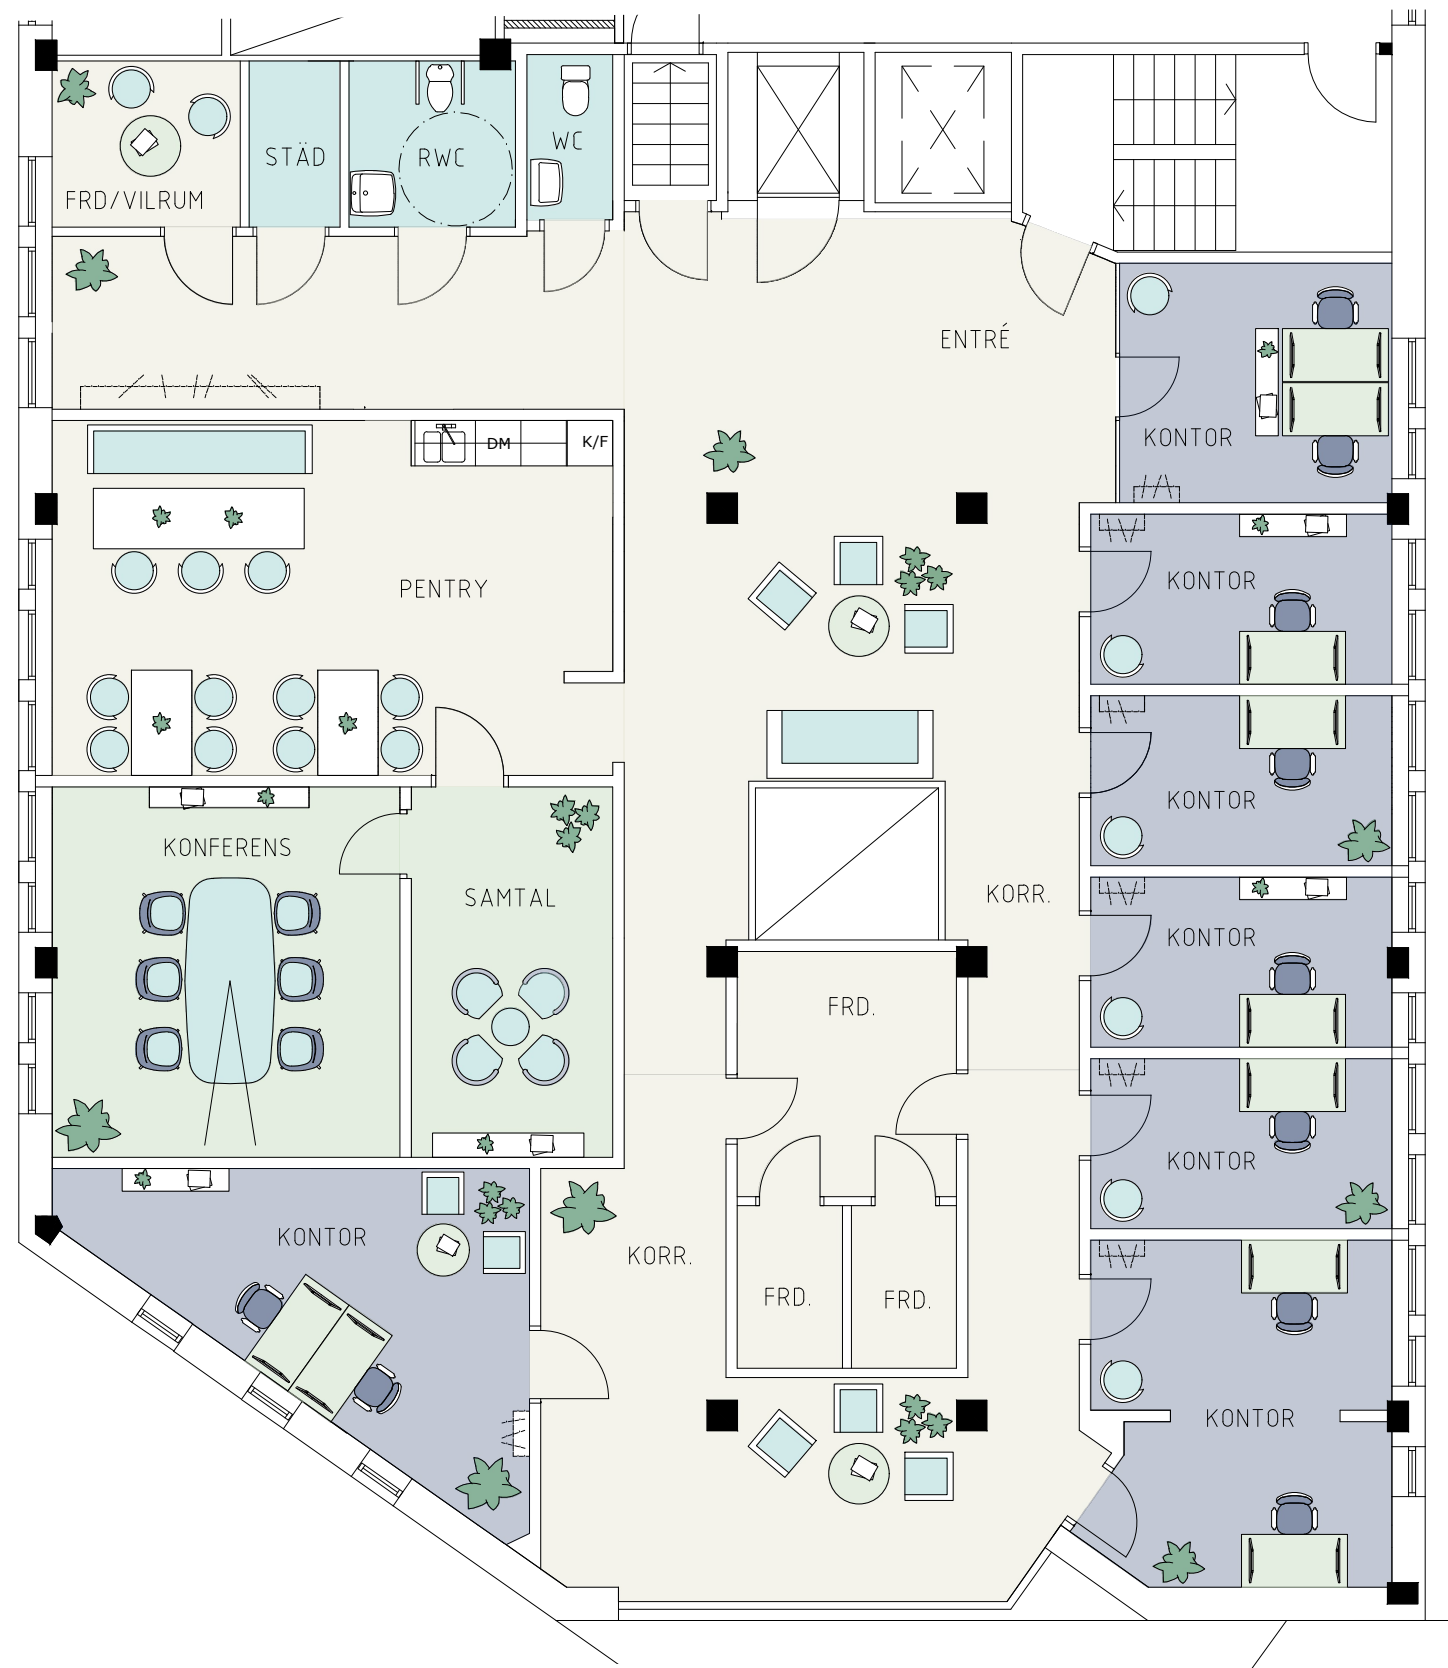 STÄD
RWC
WC
FRD/VILRUM
ENTRÉ
KONTOR
DM
K/F
PENTRY
KONTOR
KONTOR
KONFERENS
SAMTAL
KORR.
KONTOR
FRD.
KONTOR
KONTOR
KORR.
FRD.
FRD.
KONTOR